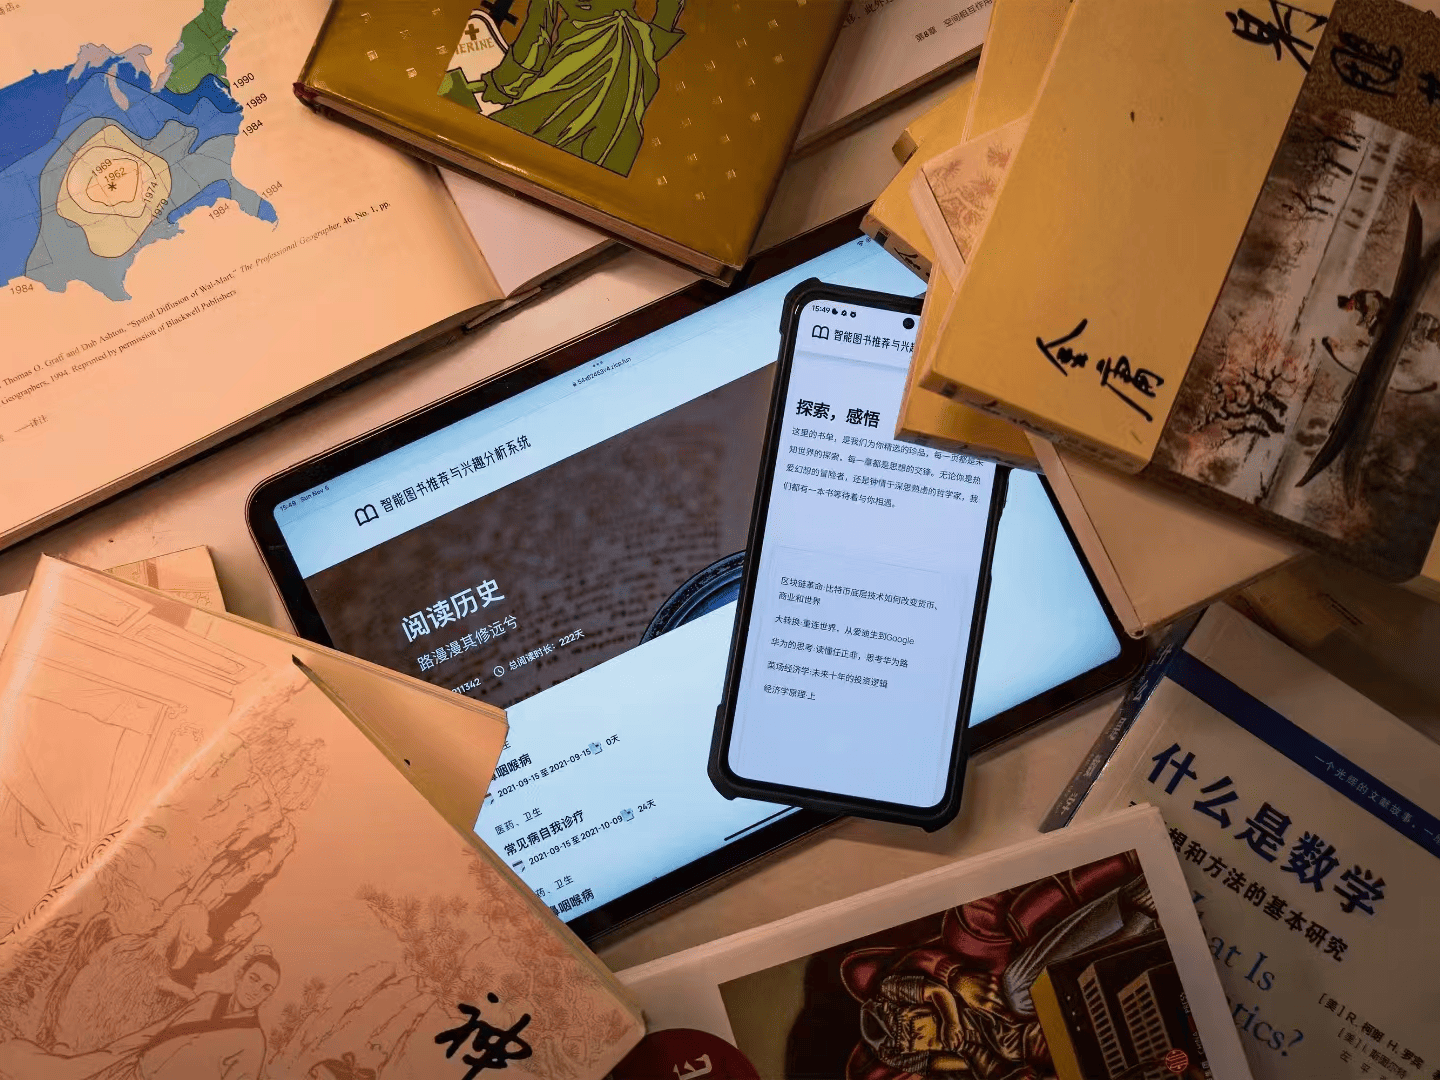 1990
1989
1984
1969
1962
1974
1979
1984
1984
1984
Thomas O. Graff and Dub Ashton, "Spatial Diffusion of Wal-Mart," The Professional Geographer, 46, No. 1, pp.
Geographers, 1994. Reprinted by permission of Blackwell Publishers
——译注
第8章 空间相互作用
15:49 Sun Nov 5
智能图书推荐与兴趣分析系统
阅读历史
路漫漫其修远兮
总阅读时长：222天
11342
咽喉病
2021-09-15 至 2021-09-15 0天
医药、卫生
常见病自我诊疗
2021-09-15 至 2021-10-09 24天
药、卫生
咽喉病
15:49
智能图书推荐与兴趣
探索，感悟
这里的书单，是我们为你精选的珍品，每一页都是未
知世界的探索，每一章都是思想的交锋。无论你是热
爱幻想的冒险者，还是钟情于深思熟虑的哲学家，我
们都有一本书等待着与你相遇。
区块链革命:比特币底层技术如何改变货币、
商业和世界
大转换:重连世界，从爱迪生到Google
华为的思考:读懂任正非，思考华为路
菜场经济学:未来十年的投资逻辑
经济学原理·上
金庸
一个光辉的文献故事，一
什么是数学
想和方法的基本研究
at Is
tics?
[美] R. 柯朗 H. 罗宾